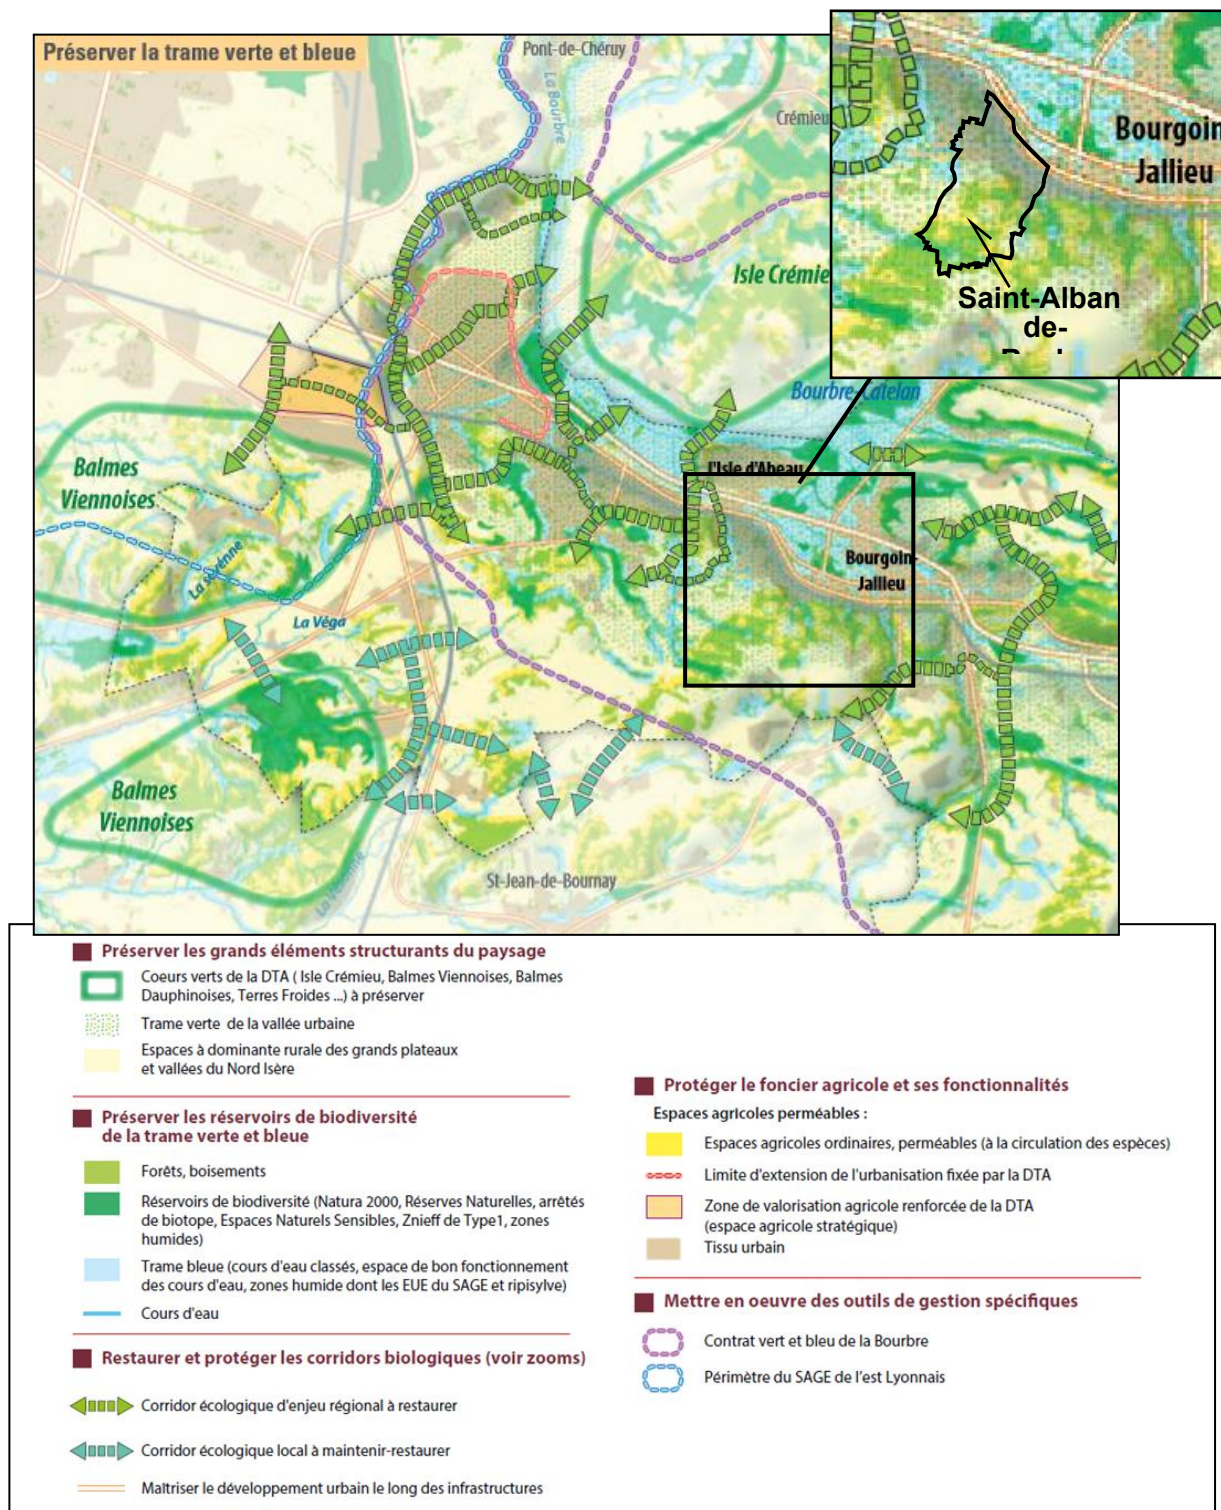 Préserver la trame verte et bleue
Pont-de-Chéruy
La Bourbre
Crémieu
Bourgoin
Jallieu
Saint-Alban
de-
Isle Crémie
Bourbre-Catelan
l'Isle d'Abeau
Balmes
Viennoises
Bourgoin-
Jallieu
La Véga
Balmes
Viennoises
St-Jean-de-Bournay
Préserver les grands éléments structurants du paysage
Coeurs verts de la DTA ( Isle Crémieu, Balmes Viennoises, Balmes
Dauphinoises, Terres Froides ...) à préserver
Trame verte de la vallée urbaine
Espaces à dominante rurale des grands plateaux
et vallées du Nord Isère
Préserver les réservoirs de biodiversité
de la trame verte et bleue
Forêts, boisements
Réservoirs de biodiversité (Natura 2000, Réserves Naturelles, arrêtés
de biotope, Espaces Naturels Sensibles, Znieff de Type1, zones
humides)
Trame bleue (cours d'eau classés, espace de bon fonctionnement
des cours d'eau, zones humide dont les EUE du SAGE et ripisylve)
Cours d'eau
Restaurer et protéger les corridors biologiques (voir zooms)
Corridor écologique d'enjeu régional à restaurer
Corridor écologique local à maintenir-restaurer
Maîtriser le développement urbain le long des infrastructures
Protéger le foncier agricole et ses fonctionnalités
Espaces agricoles perméables :
Espaces agricoles ordinaires, perméables (à la circulation des espèces)
Limite d'extension de l'urbanisation fixée par la DTA
Zone de valorisation agricole renforcée de la DTA
(espace agricole stratégique)
Tissu urbain
Mettre en oeuvre des outils de gestion spécifiques
Contrat vert et bleu de la Bourbre
Périmètre du SAGE de l'est Lyonnais